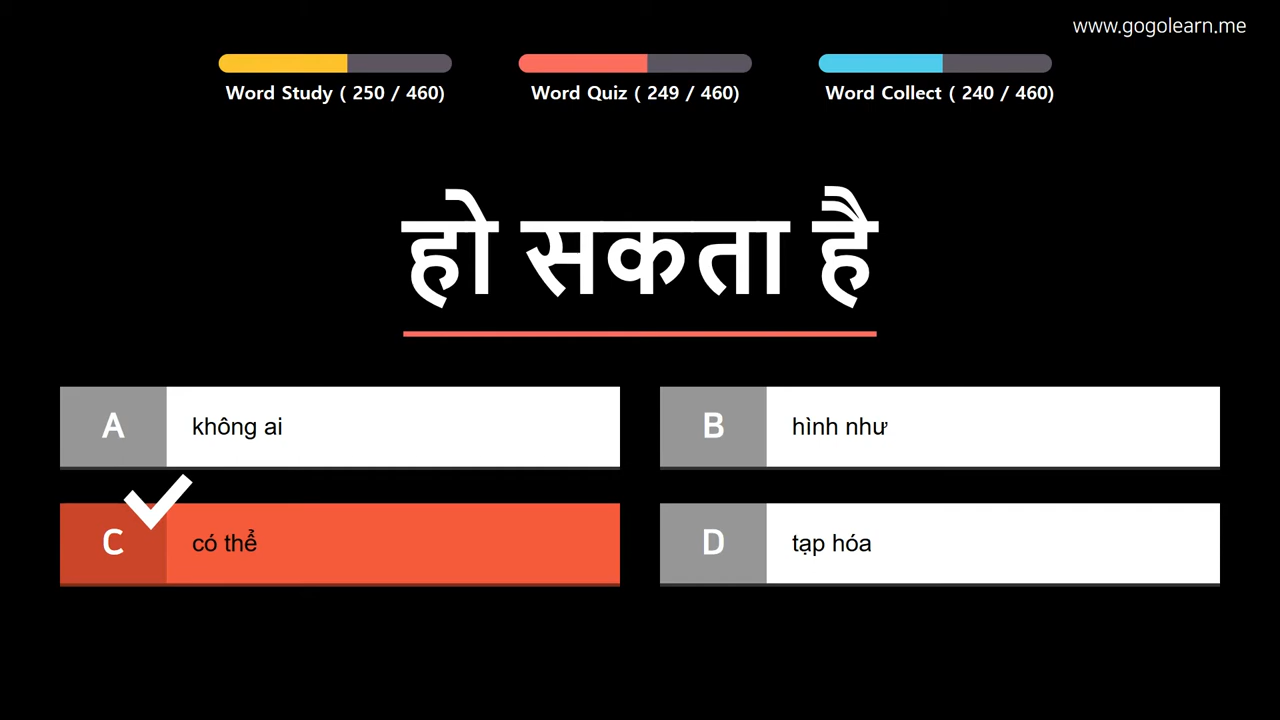 www.gogolearn.me
Word Study ( 250 / 460)
Word Quiz ( 249 / 460)
Word Collect ( 240 / 460)
हो सकता है
A
không ai
B
hình như
C
có thể
D
tạp hóa